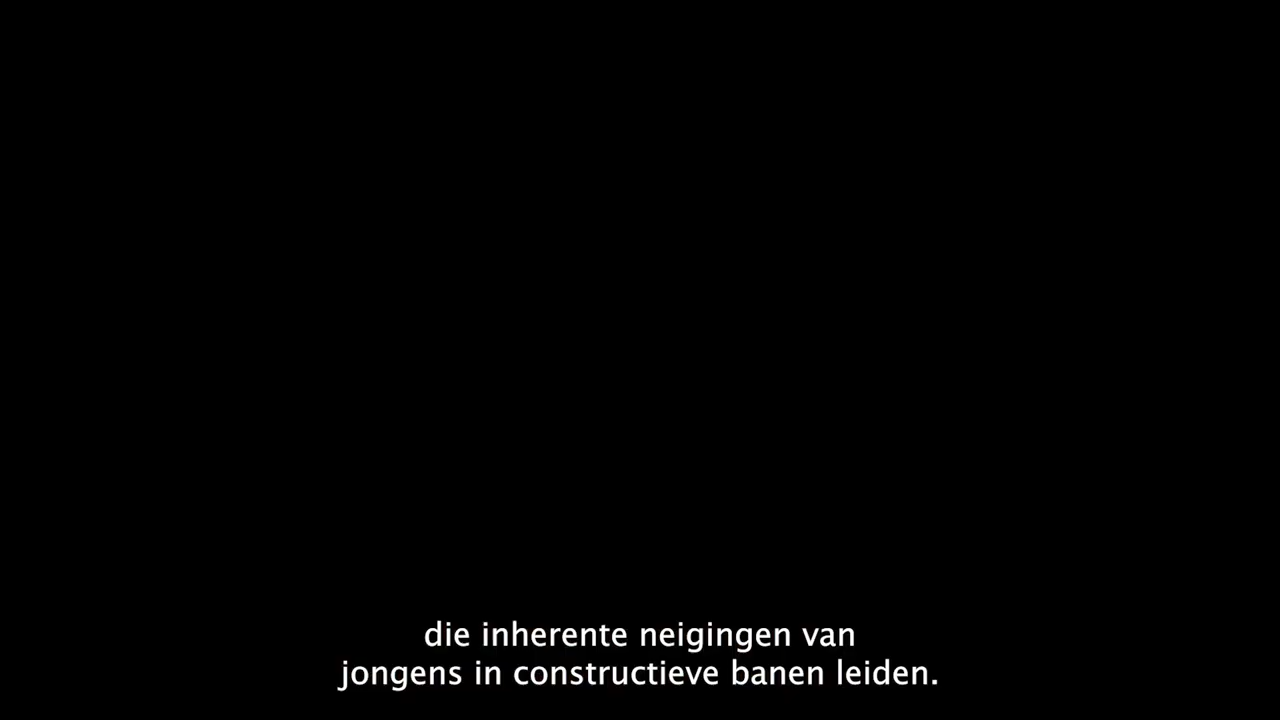 die inherente neigingen van
jongens in constructieve banen leiden.